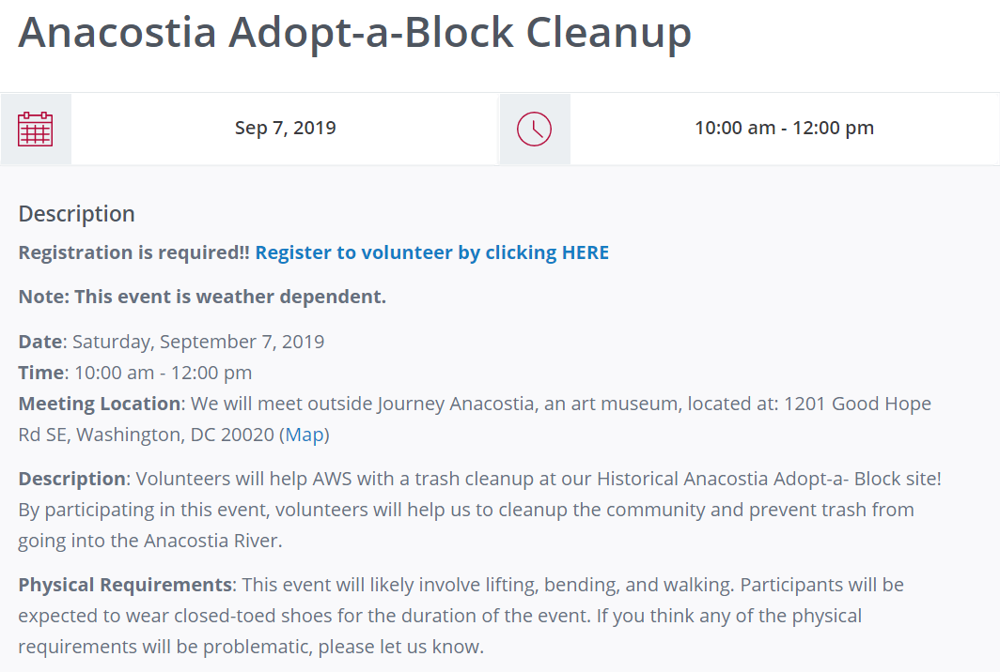 Anacostia Adopt-a-Block Cleanup
Sep 7, 2019
10:00 am - 12:00 pm
Description
Registration is required!! Register to volunteer by clicking HERE
Note: This event is weather dependent.
Date: Saturday, September 7, 2019
Time: 10:00 am - 12:00 pm
Meeting Location: We will meet outside Journey Anacostia, an art museum, located at: 1201 Good Hope
Rd SE, Washington, DC 20020 (Map)
Description: Volunteers will help AWS with a trash cleanup at our Historical Anacostia Adopt-a- Block site!
By participating in this event, volunteers will help us to cleanup the community and prevent trash from
going into the Anacostia River.
Physical Requirements: This event will likely involve lifting, bending, and walking. Participants will be
expected to wear closed-toed shoes for the duration of the event. If you think any of the physical
requirements will be problematic, please let us know.